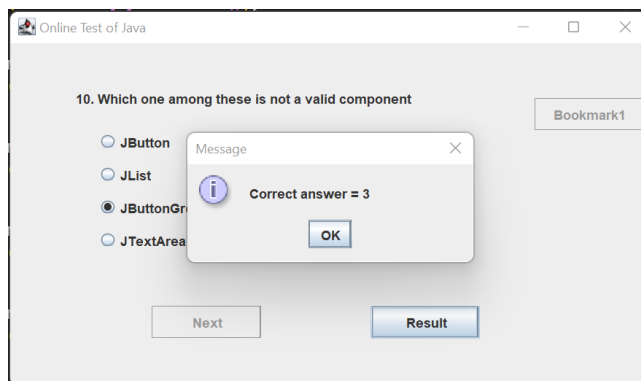 Online Test of Java
10. Which one among these is not a valid component
Bookmark1
JButton
JList
JButtonGr
JTextArea
Message
Correct answer = 3
OK
Next
Result